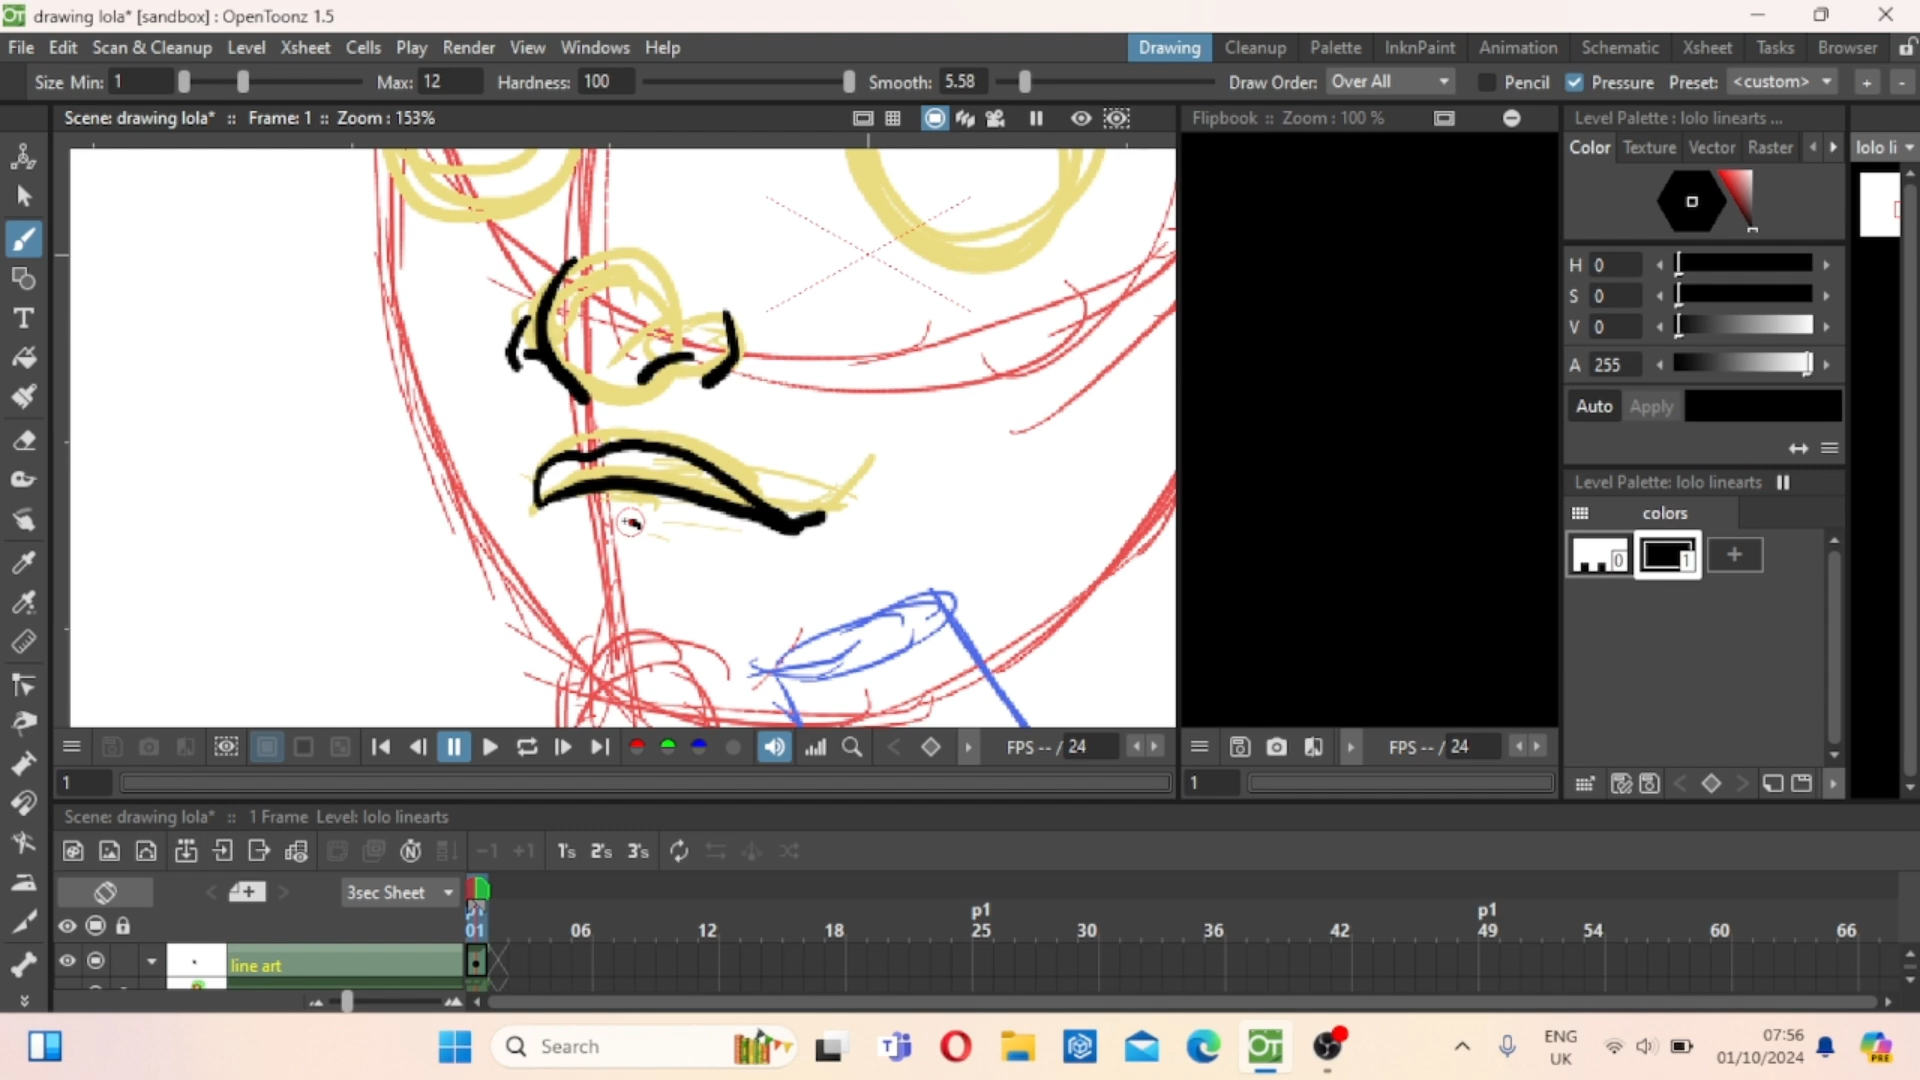 drawing lola* [sandbox] : OpenToonz 1.5
File Edit Scan & Cleanup Level Xsheet Cells Play Render View Windows Help
Drawing Cleanup Palette InknPaint Animation Schematic Xsheet Tasks Browser
Size Min: 1 Max: 12 Hardness: 100 Smooth: 5.58 Draw Order: Over All Pencil Pressure Preset: <custom> + -
Scene: drawing lola* :: Frame: 1 :: Zoom : 153%
Flipbook :: Zoom : 100 %
Level Palette : lolo linearts ...
Color Texture Vector Raster
lolo li
H 0
S 0
V 0
A 255
Auto Apply
Level Palette: lolo linearts
colors
0 1 +
FPS -- / 24
FPS -- / 24
1
1
Scene: drawing lola* :: 1 Frame Level: lolo linearts
-1 +1 1's 2's 3's
3sec Sheet
p1 p1
01 06 12 18 25 30 36 42 49 54 60 66
line art
Search
ENG
UK
07:56
01/10/2024
PRE